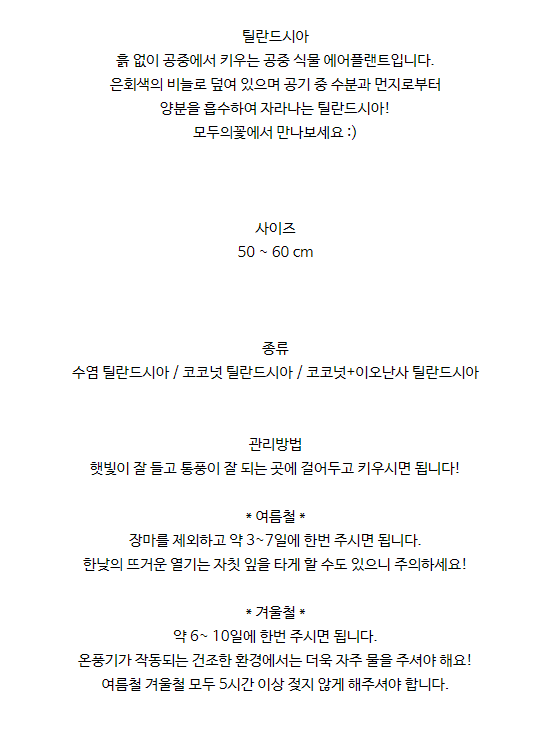 틸란드시아
흙 없이 공중에서 키우는 공중 식물 에어플랜트입니다.
은회색의 비늘로 덮여 있으며 공기 중 수분과 먼지로부터
양분을 흡수하여 자라나는 틸란드시아!
모두의꽃에서 만나보세요 :)
사이즈
50 ~ 60 cm
종류
수염 틸란드시아 / 코코넛 틸란드시아 / 코코넛+이오난사 틸란드시아
관리방법
햇빛이 잘 들고 통풍이 잘 되는 곳에 걸어두고 키우시면 됩니다!
* 여름철 *
장마를 제외하고 약 3~7일에 한번 주시면 됩니다.
한낮의 뜨거운 열기는 자칫 잎을 타게 할 수도 있으니 주의하세요!
* 겨울철 *
약 6~ 10일에 한번 주시면 됩니다.
온풍기가 작동되는 건조한 환경에서는 더욱 자주 물을 주셔야 해요!
여름철 겨울철 모두 5시간 이상 젖지 않게 해주셔야 합니다.